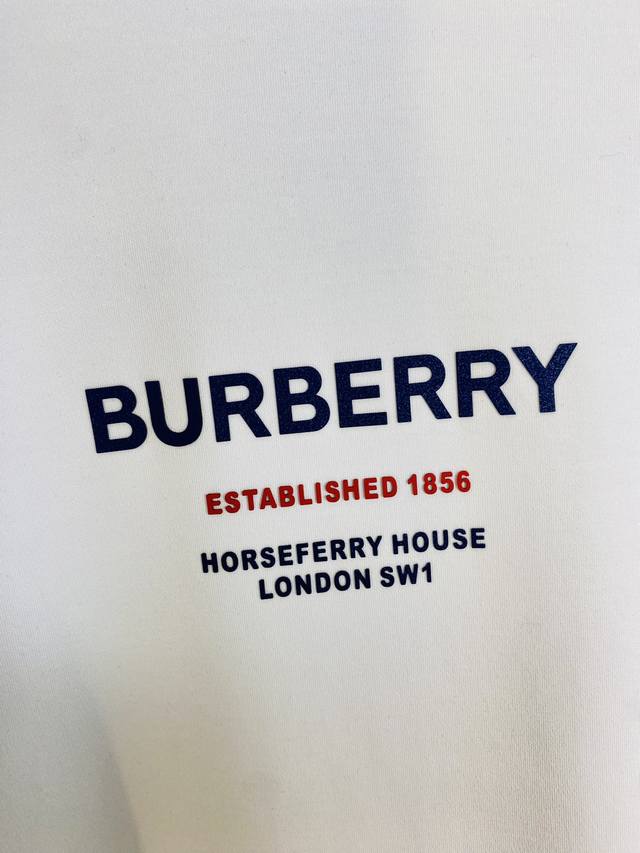 BURBERRY
ESTABLISHED 1856
HORSEFERRY HOUSE
LONDON SW1